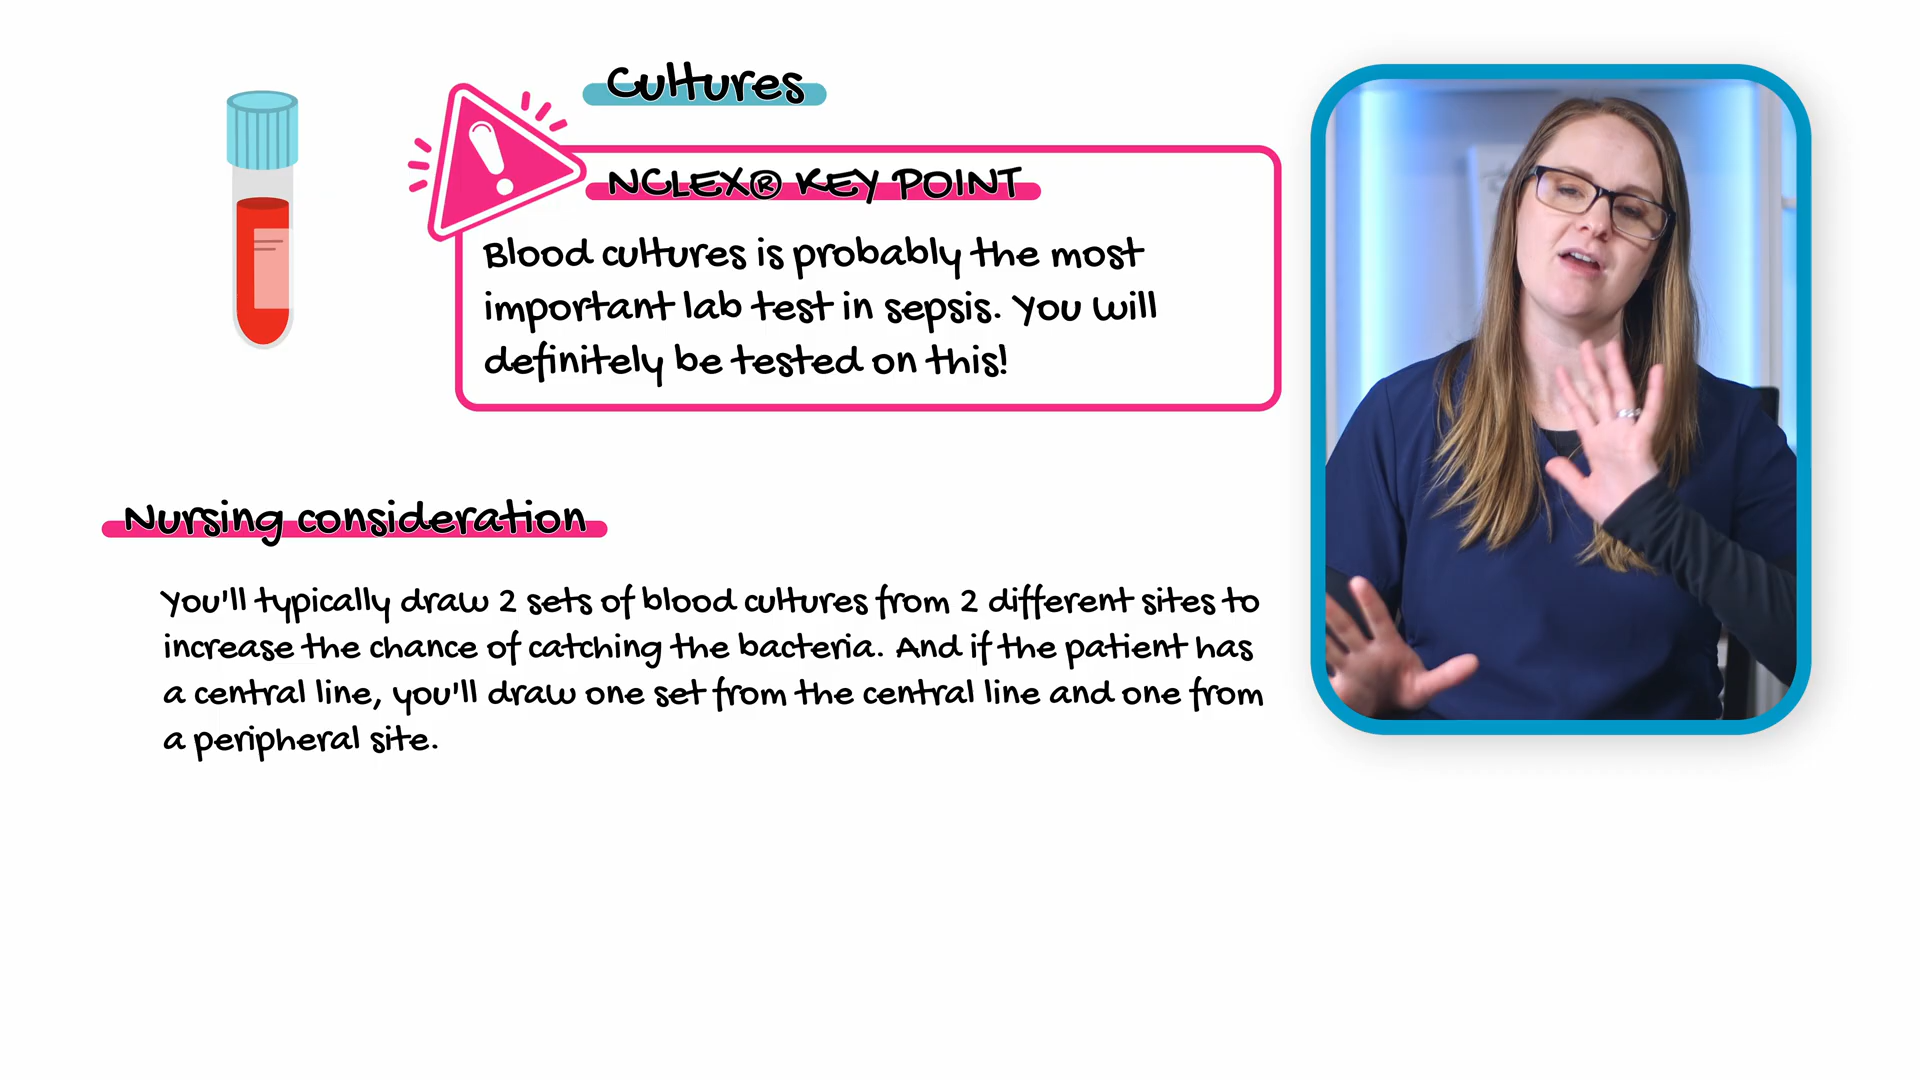 Cultures
NCLEX® KEY POINT
Blood cultures is probably the most
important lab test in sepsis. You will
definitely be tested on this!
Nursing consideration
You'll typically draw 2 sets of blood cultures from 2 different sites to
increase the chance of catching the bacteria. And if the patient has
a central line, you'll draw one set from the central line and one from
a peripheral site.